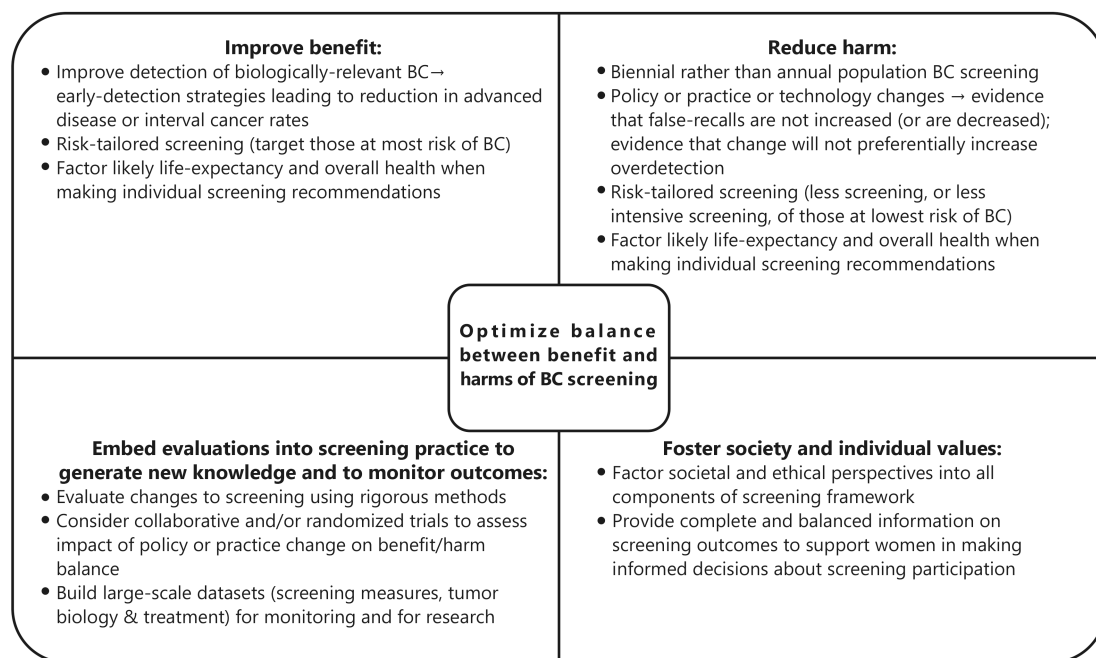 Improve benefit:
• Improve detection of biologically-relevant BC→
early-detection strategies leading to reduction in advanced
disease or interval cancer rates
• Risk-tailored screening (target those at most risk of BC)
• Factor likely life-expectancy and overall health when
making individual screening recommendations
Reduce harm:
• Biennial rather than annual population BC screening
• Policy or practice or technology changes → evidence
that false-recalls are not increased (or are decreased);
evidence that change will not preferentially increase
overdetection
• Risk-tailored screening (less screening, or less
intensive screening, of those at lowest risk of BC)
• Factor likely life-expectancy and overall health when
making individual screening recommendations
Optimize balance
between benefit and
harms of BC screening
Embed evaluations into screening practice to
generate new knowledge and to monitor outcomes:
• Evaluate changes to screening using rigorous methods
• Consider collaborative and/or randomized trials to assess
impact of policy or practice change on benefit/harm
balance
• Build large-scale datasets (screening measures, tumor
biology & treatment) for monitoring and for research
Foster society and individual values:
• Factor societal and ethical perspectives into all
components of screening framework
• Provide complete and balanced information on
screening outcomes to support women in making
informed decisions about screening participation